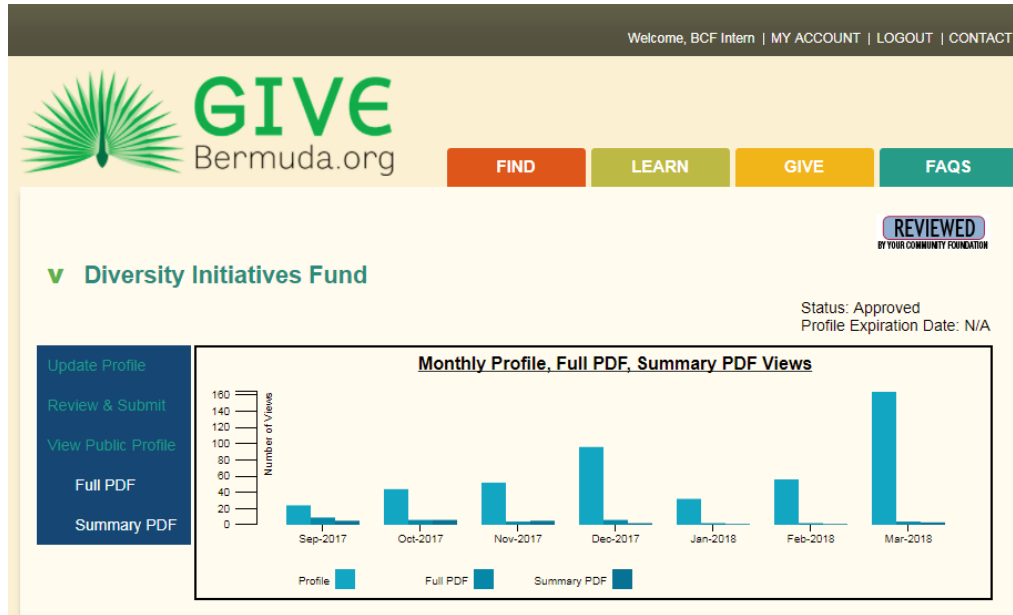 Welcome, BCF Intern | MY ACCOUNT | LOGOUT | CONTACT
GIVE
Bermuda.org
FIND
LEARN
GIVE
FAQS
REVIEWED
BY YOUR COMMUNITY FOUNDATION
v Diversity Initiatives Fund
Status: Approved
Profile Expiration Date: N/A
Update Profile
Review & Submit
View Public Profile
Full PDF
Summary PDF
Monthly Profile, Full PDF, Summary PDF Views
160
140
120
100
80
60
40
20
0
Number of Views
Sep-2017 Oct-2017 Nov-2017 Dec-2017 Jan-2018 Feb-2018 Mar-2018
Profile Full PDF Summary PDF